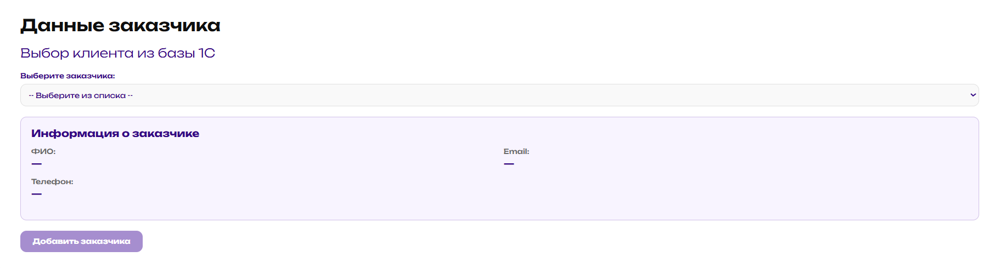 Данные заказчика
Выбор клиента из базы 1С
Выберите заказчика:
-- Выберите из списка --
Информация о заказчике
ФИО:
—
Email:
—
Телефон:
—
Добавить заказчика